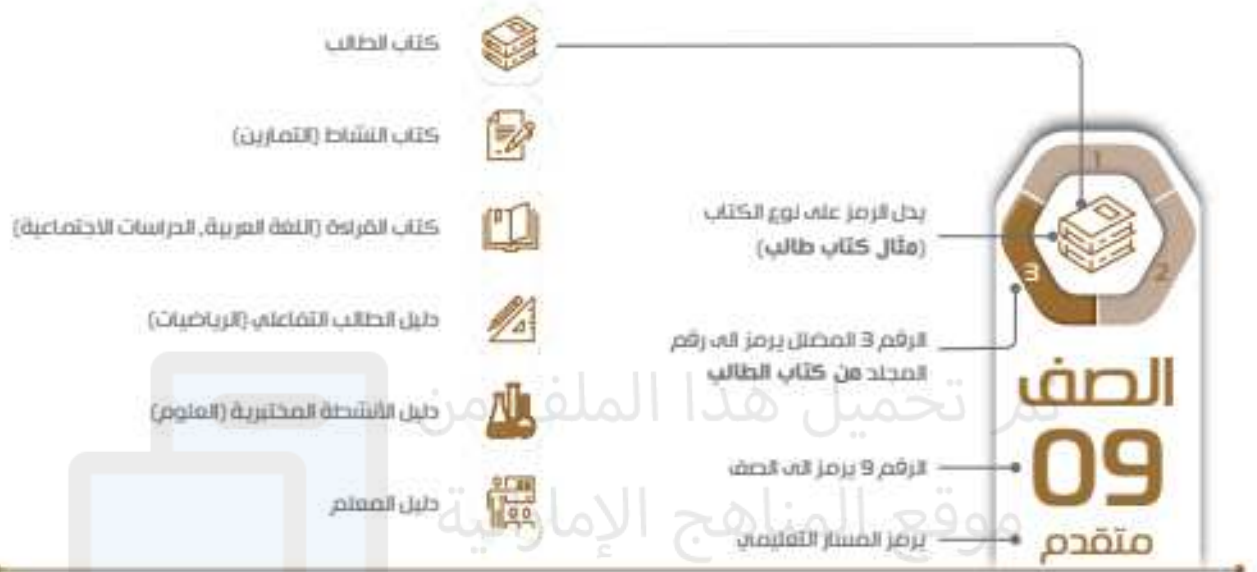 كتاب الطالب
كتاب النشاط (التمارين)
كتاب القراءة (اللغة العربية, الدراسات الاجتماعية)
دليل الطالب التفاعلي (الرياضيات)
دليل الأنشطة المختبرية (العلوم)
دليل المعلم
1
2
3
يدل الرمز على نوع الكتاب
(مثال كتاب طالب)
الرقم 3 المضلل يرمز الى رقم
المجلد من كتاب الطالب
الرقم 9 يرمز الى الصف
يرمز المسار التعليمي
الصف
09
متقدم
تم تحميل هذا الملف من
موقع المناهج الإماراتية